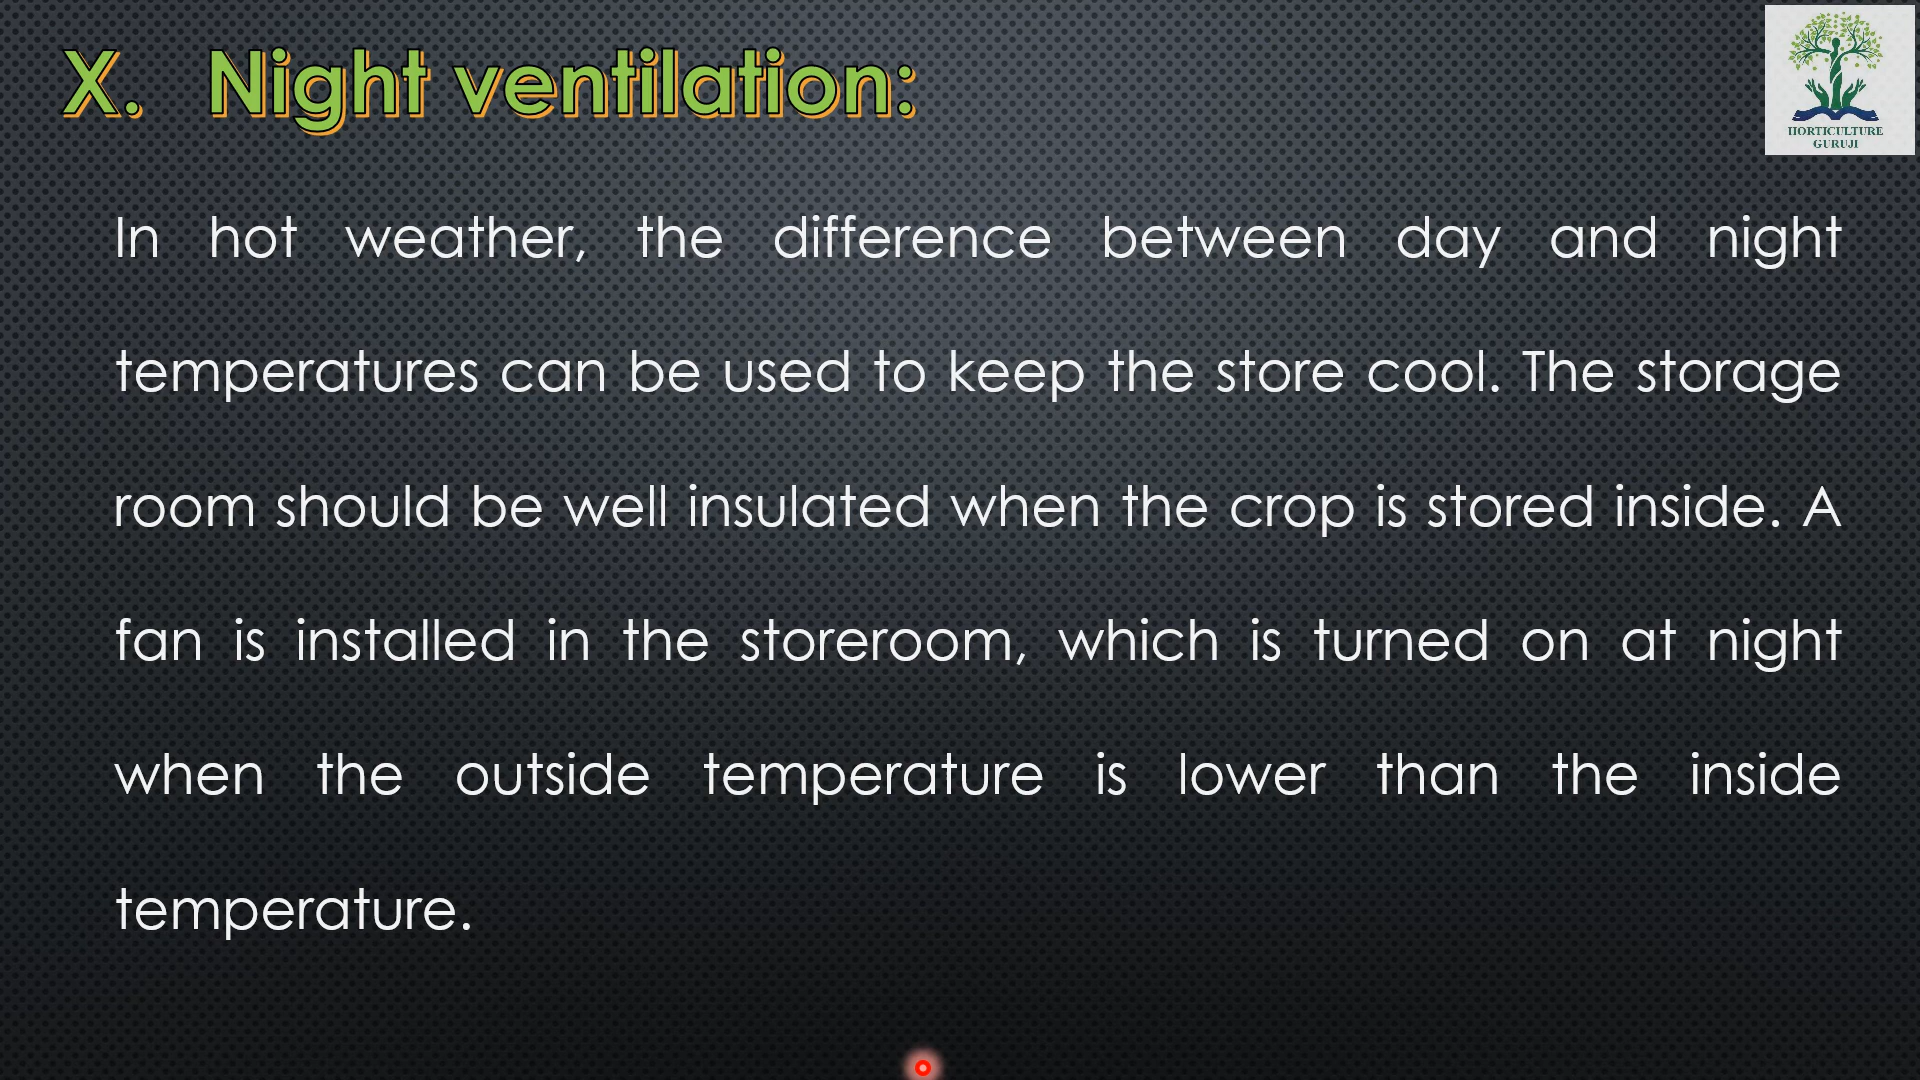 X. Night ventilation:
HORTICULTURE
GURUJI
In hot weather, the difference between day and night
temperatures can be used to keep the store cool. The storage
room should be well insulated when the crop is stored inside. A
fan is installed in the storeroom, which is turned on at night
when the outside temperature is lower than the inside
temperature.